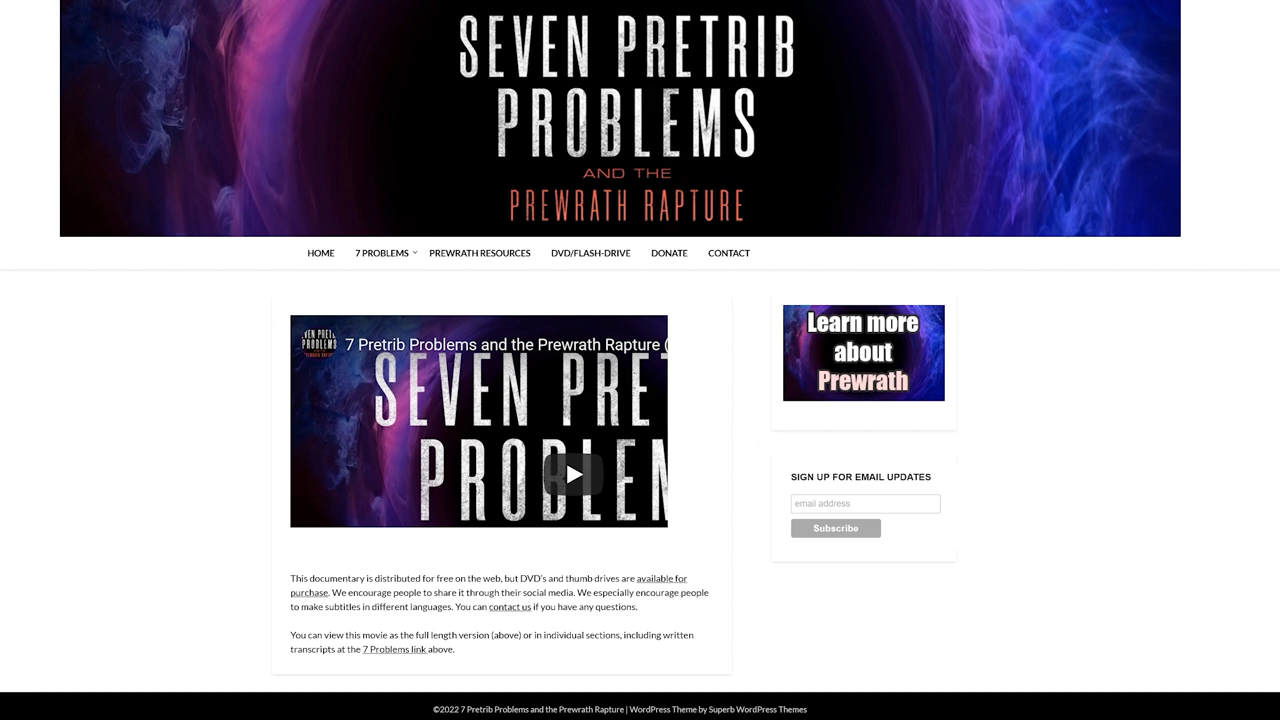 SEVEN PRETRIB
PROBLEMS
AND THE
PREWRATH RAPTURE
HOME 7 PROBLEMS PREWRATH RESOURCES DVD/FLASH-DRIVE DONATE CONTACT
7 Pretrib Problems and the Prewrath Rapture (
SEVEN PRE
PROBLEM
Learn more
about
Prewrath
SIGN UP FOR EMAIL UPDATES
email address
Subscribe
This documentary is distributed for free on the web, but DVD's and thumb drives are available for
purchase. We encourage people to share it through their social media. We especially encourage people
to make subtitles in different languages. You can contact us if you have any questions.
You can view this movie as the full length version (above) or in individual sections, including written
transcripts at the 7 Problems link above.
©2022 7 Pretrib Problems and the Prewrath Rapture | WordPress Theme by Superb WordPress Themes